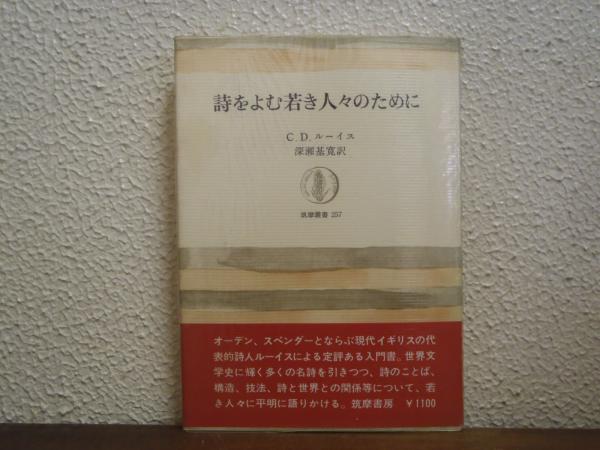 詩をよむ若き人々のために
C.D.ルーイス
深瀬基寛訳
筑摩叢書 257
オーデン、スペンダーとならぶ現代イギリスの代
表的詩人ルーイスによる定評ある入門書。世界文
学史に輝く多くの名詩を引きつつ、詩のことば、
構造、技法、詩と世界との関係等について、若
き人々に平明に語りかける。筑摩書房 ¥1100